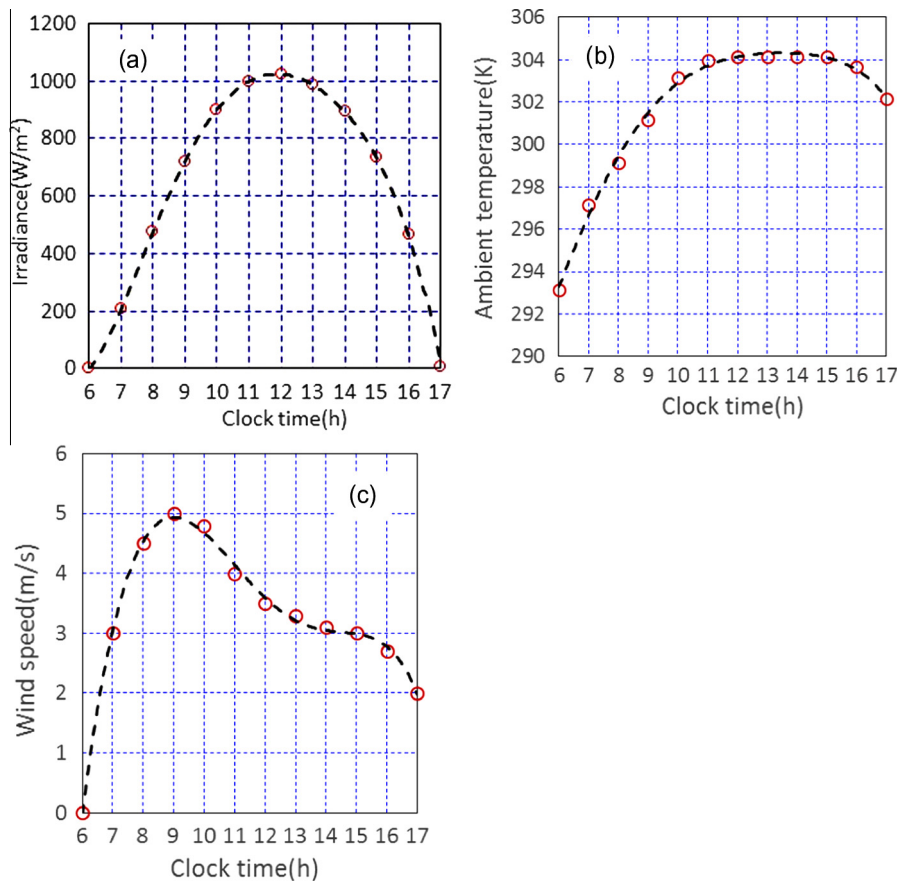 (a)
Irradiance(W/m²)
1200
1000
800
600
400
200
0
6 7 8 9 10 11 12 13 14 15 16 17
Clock time(h)
(b)
Ambient temperature(K)
306
304
302
300
298
296
294
292
290
6 7 8 9 10 11 12 13 14 15 16 17
Clock time(h)
(c)
Wind speed(m/s)
6
5
4
3
2
1
0
6 7 8 9 10 11 12 13 14 15 16 17
Clock time(h)